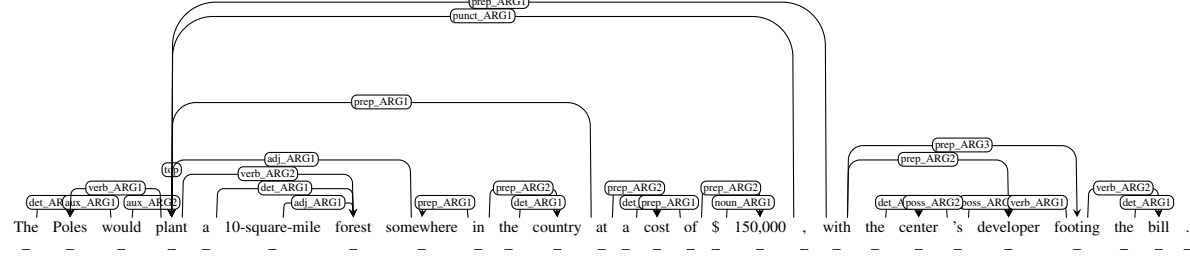 prep_ARG1
punct_ARG1
prep_ARG1
prep_ARG3
adj_ARG1 prep_ARG2
top verb_ARG2
verb_ARG1 det_ARG1 prep_ARG2 prep_ARG2 prep_ARG2 verb_ARG2
aux_ARG1 aux_ARG2 adj_ARG1 prep_ARG1 det_ARG1 prep_ARG1 noun_ARG1 poss_ARG2 verb_ARG1 det_ARG1
The Poles would plant a 10-square-mile forest somewhere in the country at a cost of $ 150,000 , with the center 's developer footing the bill .
_ _ _ _ _ _ _ _ _ _ _ _ _ _ _ _ _ _ _ _ _ _ _ _ _ _ _